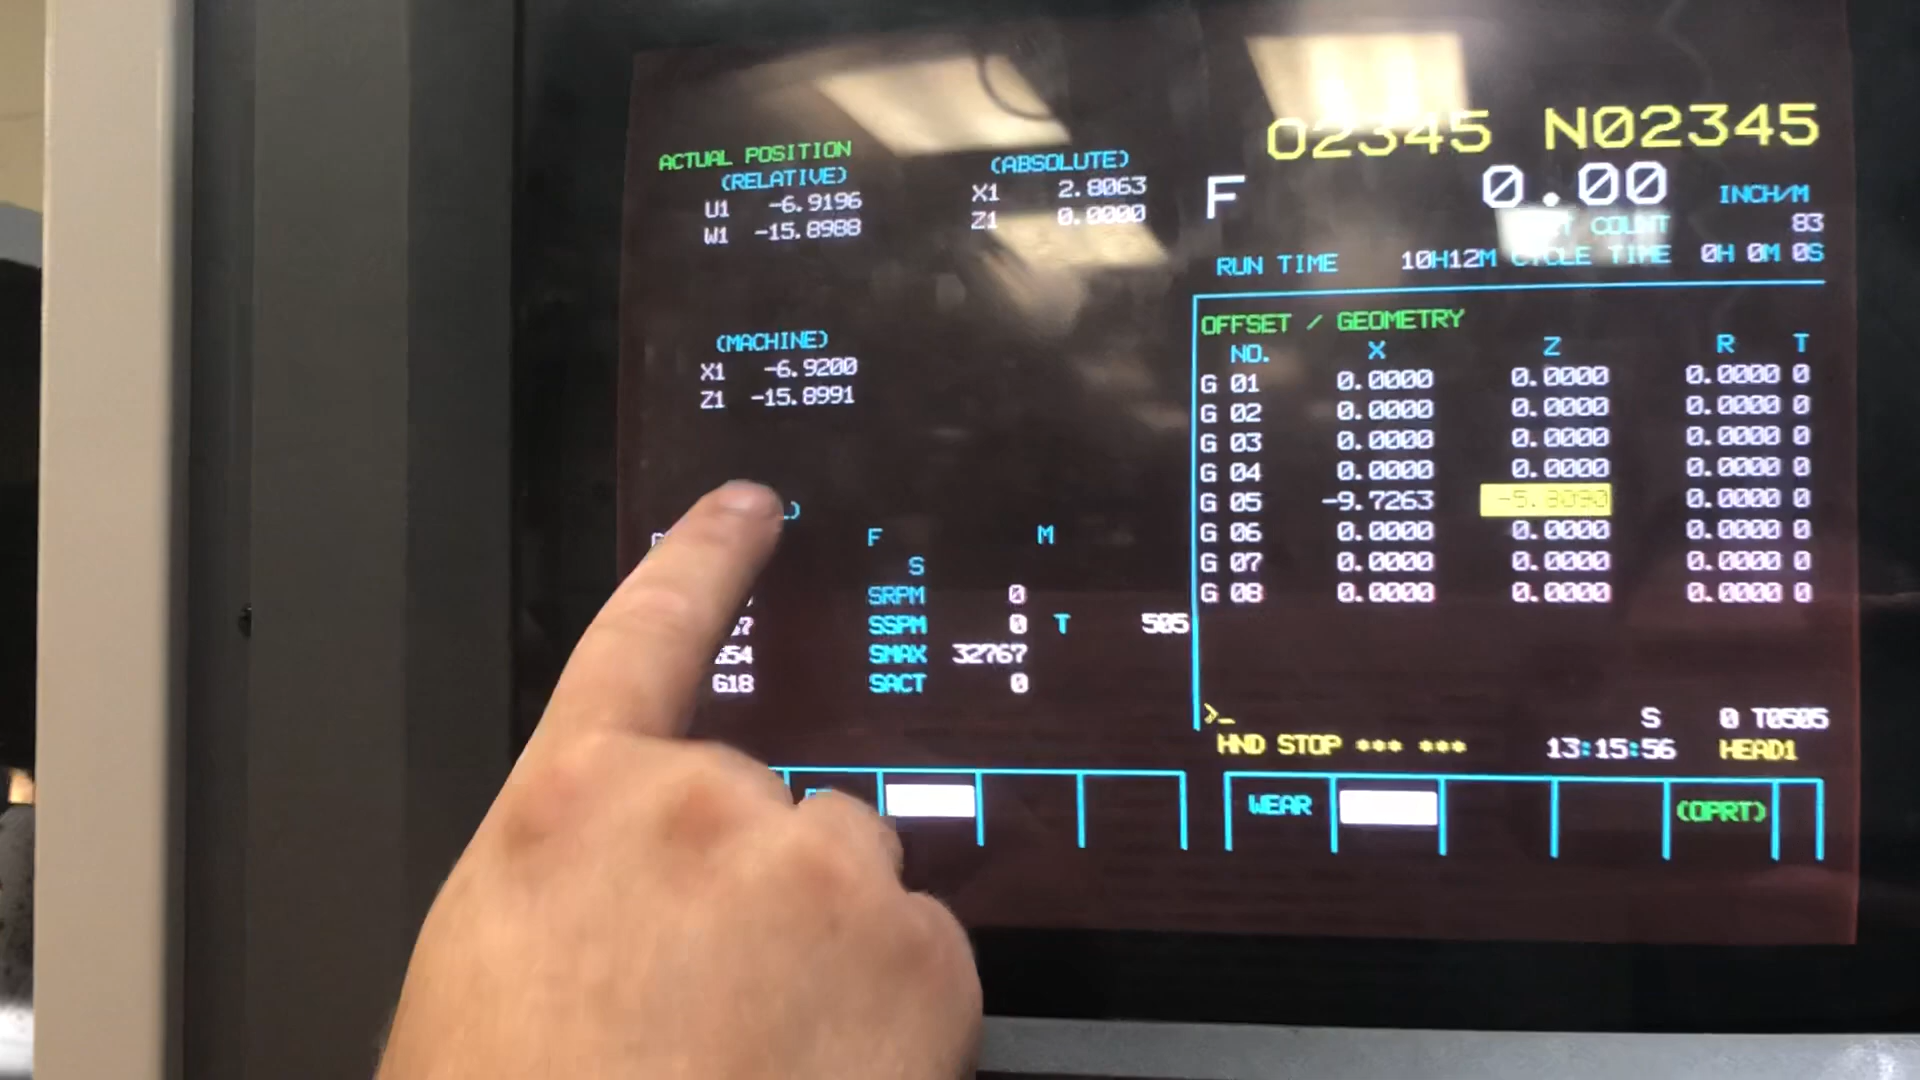 ACTUAL POSITION
(RELATIVE)
U1 -6.9196
W1 -15.8988
(ABSOLUTE)
X1 2.8063
Z1 0.0000
(MACHINE)
X1 -6.9200
Z1 -15.8991
F M
S
SRPM 0
SSPM 0 T 505
SMAX 32767
G18 SACT 0
O2345 N02345
F 0.00 INCH/M
COUNT 83
RUN TIME 10H12M CYCLE TIME 0H 0M 0S
OFFSET / GEOMETRY
NO. X Z R T
G 01 0.0000 0.0000 0.0000 0
G 02 0.0000 0.0000 0.0000 0
G 03 0.0000 0.0000 0.0000 0
G 04 0.0000 0.0000 0.0000 0
G 05 -9.7263 0.0000 0
G 06 0.0000 0.0000 0.0000 0
G 07 0.0000 0.0000 0.0000 0
G 08 0.0000 0.0000 0.0000 0
>_
S 0 T0505
HND STOP *** *** 13:15:56 HEAD1
WEAR (OPRT)